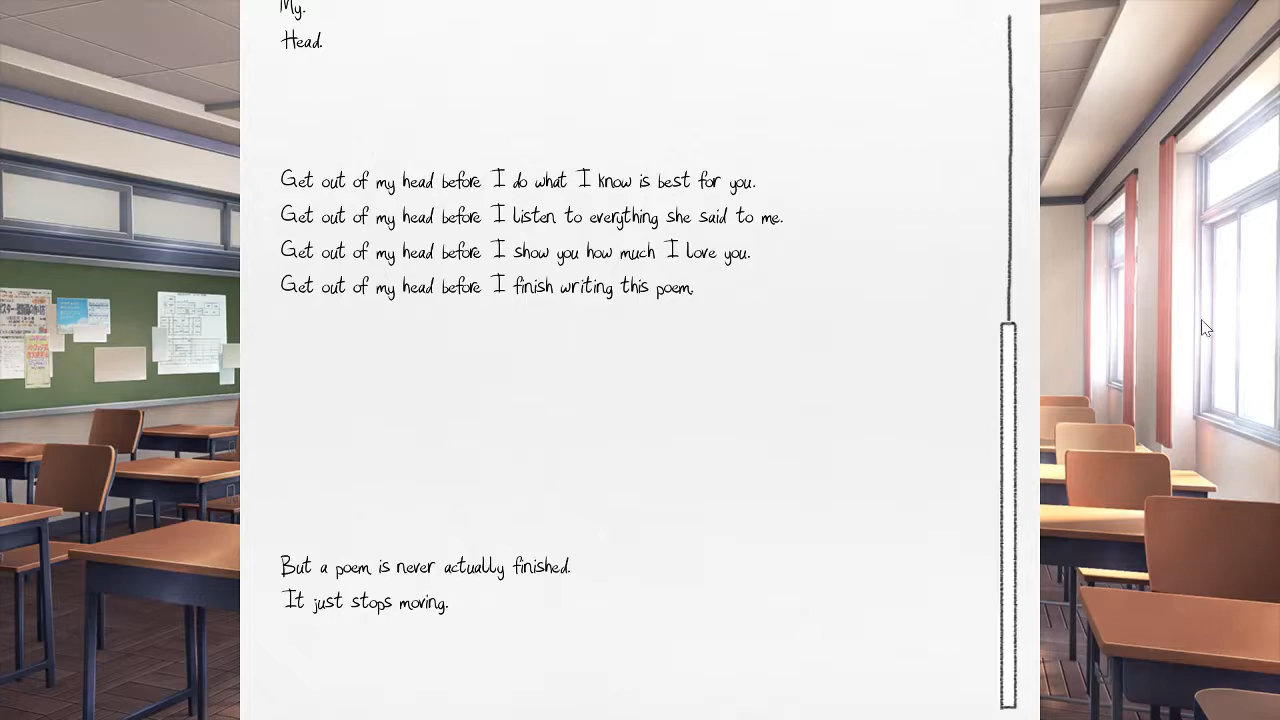 My.
Head.
Get out of my head before I do what I know is best for you.
Get out of my head before I listen to everything she said to me.
Get out of my head before I show you how much I love you.
Get out of my head before I finish writing this poem.
But a poem is never actually finished.
It just stops moving.